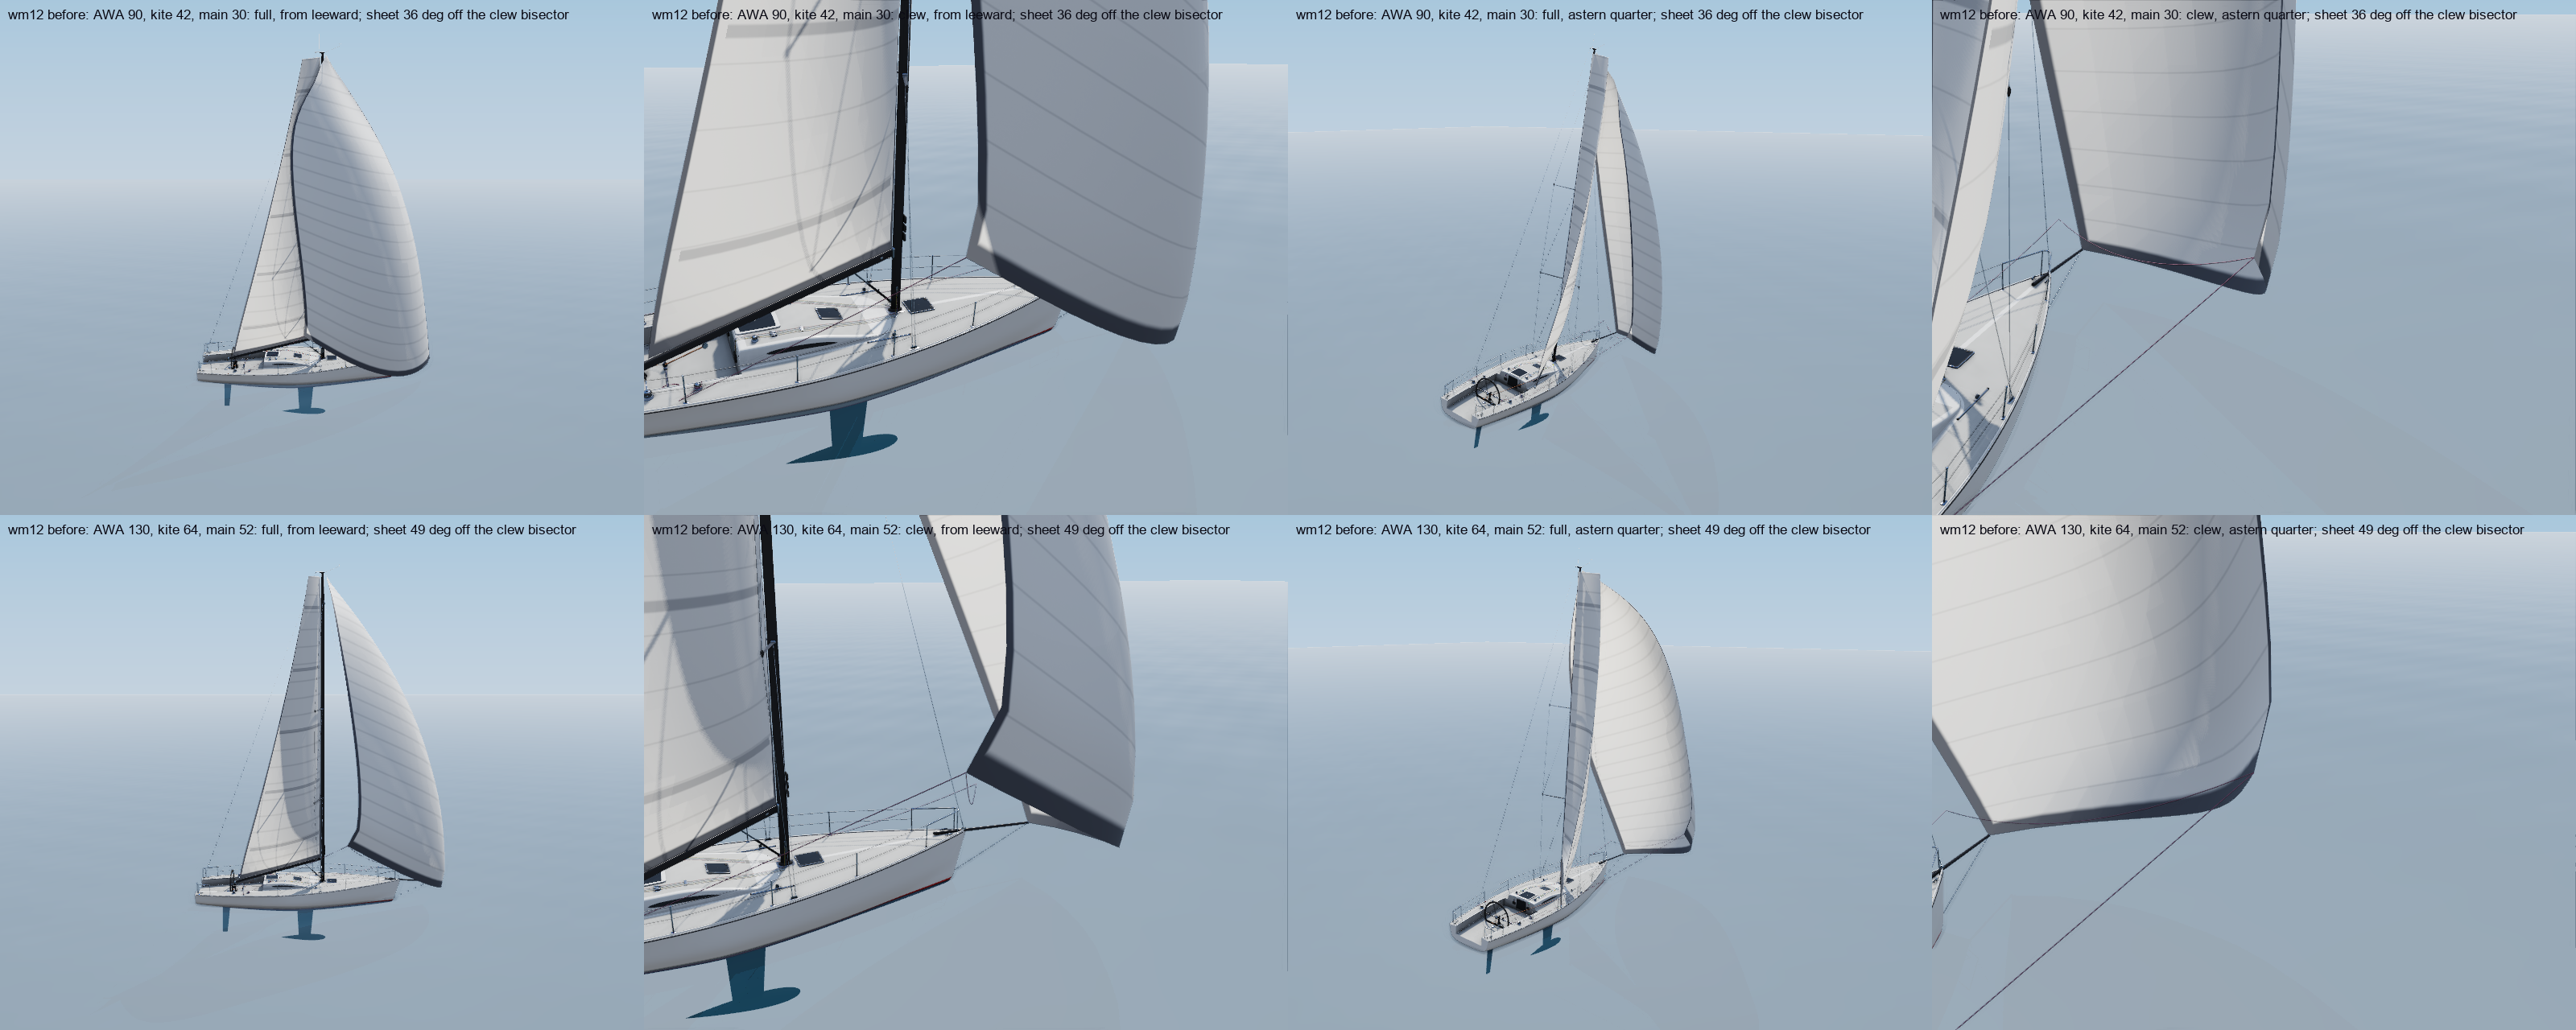 wm12 before: AWA 90, kite 42, main 30: full, from leeward; sheet 36 deg off the clew bisector
wm12 before: AWA 90, kite 42, main 30: clew, from leeward; sheet 36 deg off the clew bisector
wm12 before: AWA 90, kite 42, main 30: full, astern quarter; sheet 36 deg off the clew bisector
wm12 before: AWA 90, kite 42, main 30: clew, astern quarter; sheet 36 deg off the clew bisector
wm12 before: AWA 130, kite 64, main 52: full, from leeward; sheet 49 deg off the clew bisector
wm12 before: AWA 130, kite 64, main 52: clew, from leeward; sheet 49 deg off the clew bisector
wm12 before: AWA 130, kite 64, main 52: full, astern quarter; sheet 49 deg off the clew bisector
wm12 before: AWA 130, kite 64, main 52: clew, astern quarter; sheet 49 deg off the clew bisector